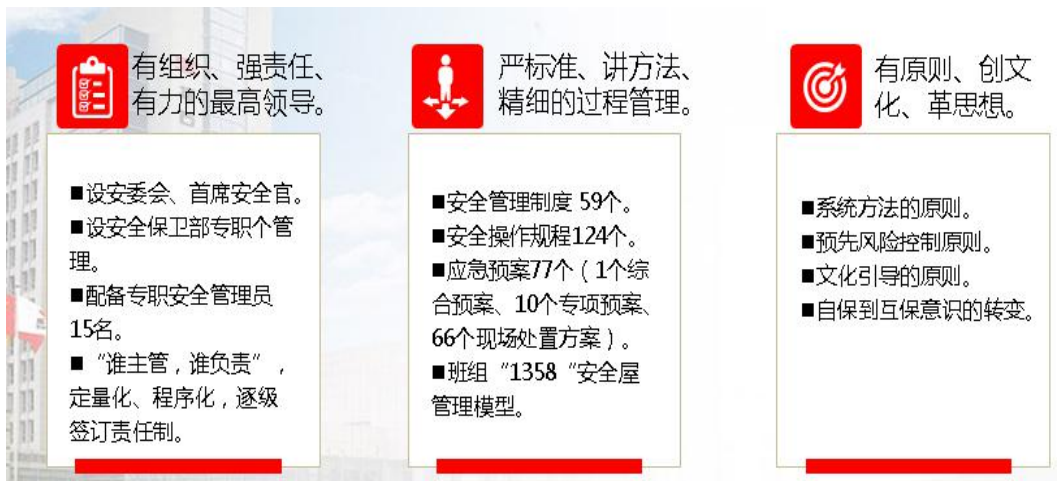 有组织、强责任、
有力的最高领导。
■设安委会、首席安全官。
■设安全保卫部专职个管
理。
■配备专职安全管理员
15名。
■“谁主管，谁负责”，
定量化、程序化，逐级
签订责任制。
严标准、讲方法、
精细的过程管理。
■安全管理制度 59个。
■安全操作规程124个。
■应急预案77个（1个综
合预案、10个专项预案、
66个现场处置方案）。
■班组“1358“安全屋
管理模型。
有原则、创文
化、革思想。
■系统方法的原则。
■预先风险控制原则。
■文化引导的原则。
■自保到互保意识的转变。